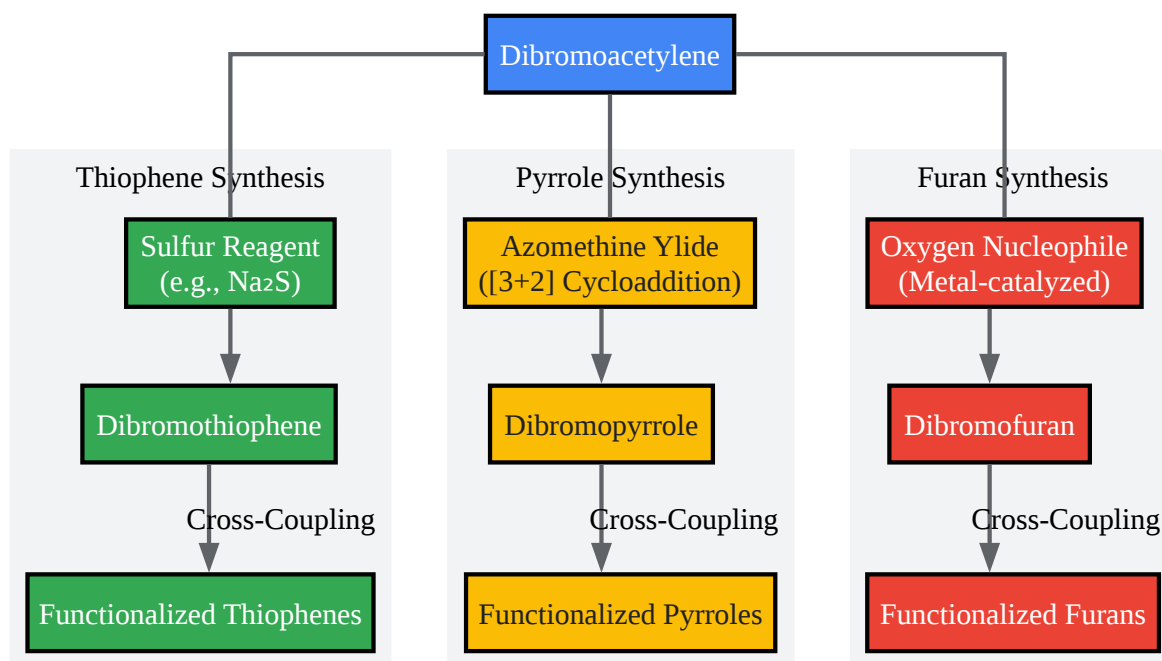 Dibromoacetylene
Thiophene Synthesis
Sulfur Reagent
(e.g., Na₂S)
Dibromothiophene
Cross-Coupling
Functionalized Thiophenes
Pyrrole Synthesis
Azomethine Ylide
([3+2] Cycloaddition)
Dibromopyrrole
Cross-Coupling
Functionalized Pyrroles
Furan Synthesis
Oxygen Nucleophile
(Metal-catalyzed)
Dibromofuran
Cross-Coupling
Functionalized Furans